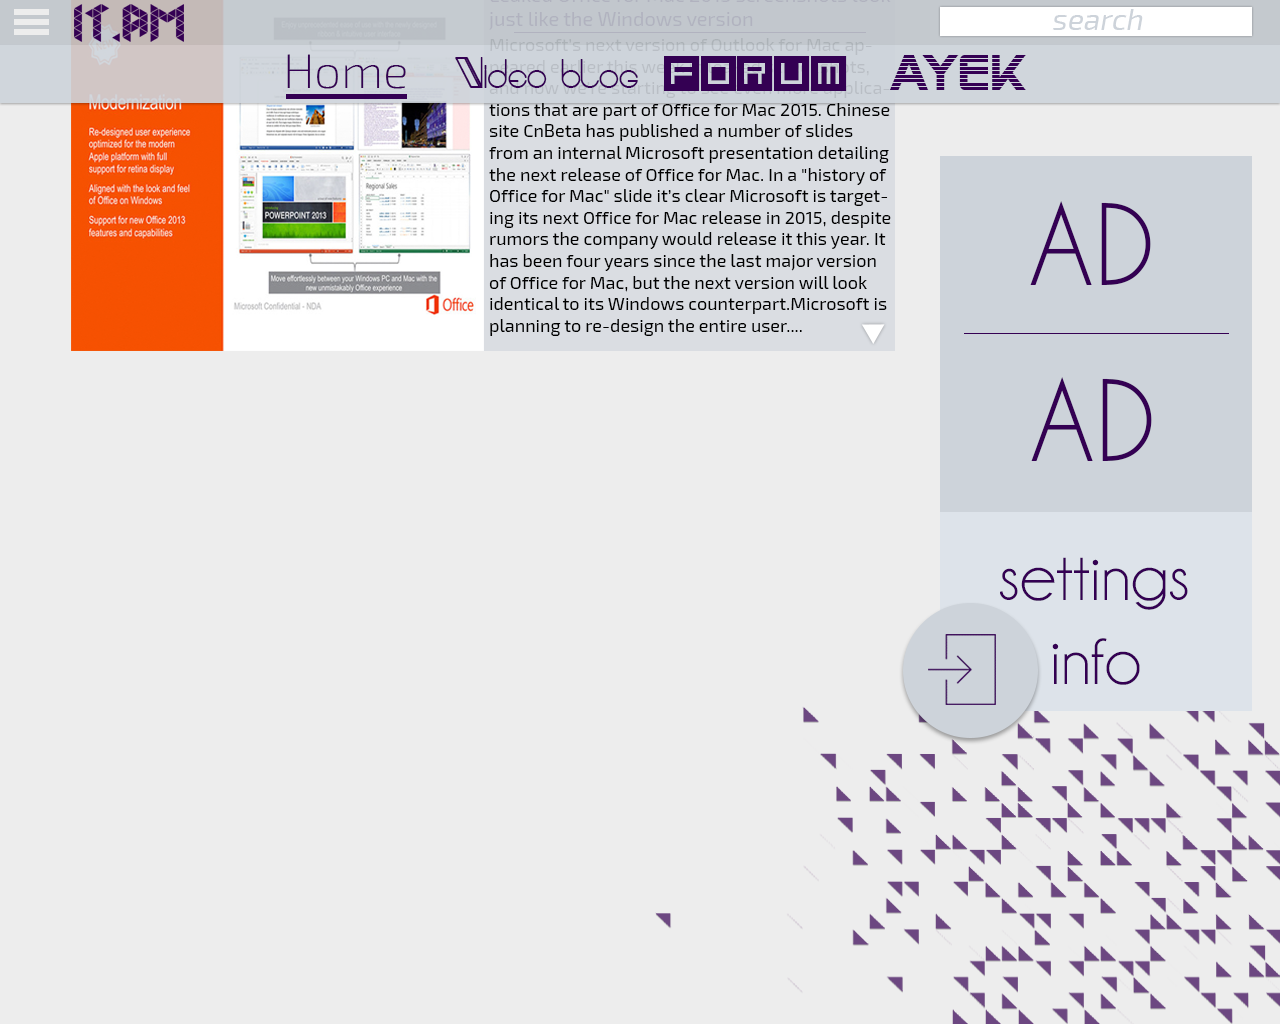 IT.AM
search
Home
Video blog
FORUM
AYEK
just like the Windows version
Microsoft's next version of Outlook for Mac ap-
tions that are part of Office for Mac 2015. Chinese
site CnBeta has published a number of slides
from an internal Microsoft presentation detailing
the next release of Office for Mac. In a "history of
Office for Mac" slide it's clear Microsoft is target-
ing its next Office for Mac release in 2015, despite
rumors the company would release it this year. It
has been four years since the last major version
of Office for Mac, but the next version will look
identical to its Windows counterpart.Microsoft is
planning to re-design the entire user....
Modernization
Re-designed user experience
optimized for the modern
Apple platform with full
support for retina display
Aligned with the look and feel
of Office on Windows
Support for new Office 2013
features and capabilities
POWERPOINT 2013
Regional Sales
Move effortlessly between your Windows PC and Mac with the
new unmistakably Office experience
Microsoft Confidential - NDA
Office
AD
AD
settings
info